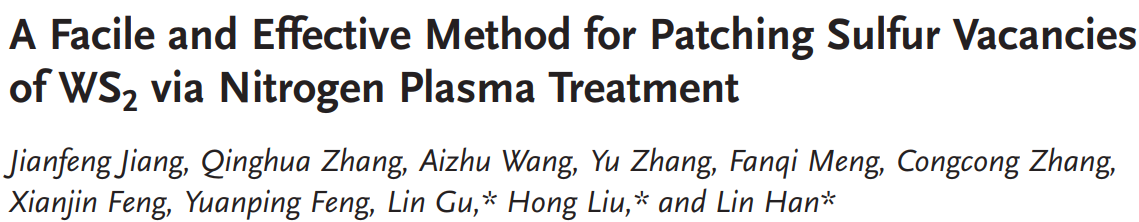 A Facile and Effective Method for Patching Sulfur Vacancies
of WS₂ via Nitrogen Plasma Treatment
Jianfeng Jiang, Qinghua Zhang, Aizhu Wang, Yu Zhang, Fanqi Meng, Congcong Zhang,
Xianjin Feng, Yuanping Feng, Lin Gu,* Hong Liu,* and Lin Han*